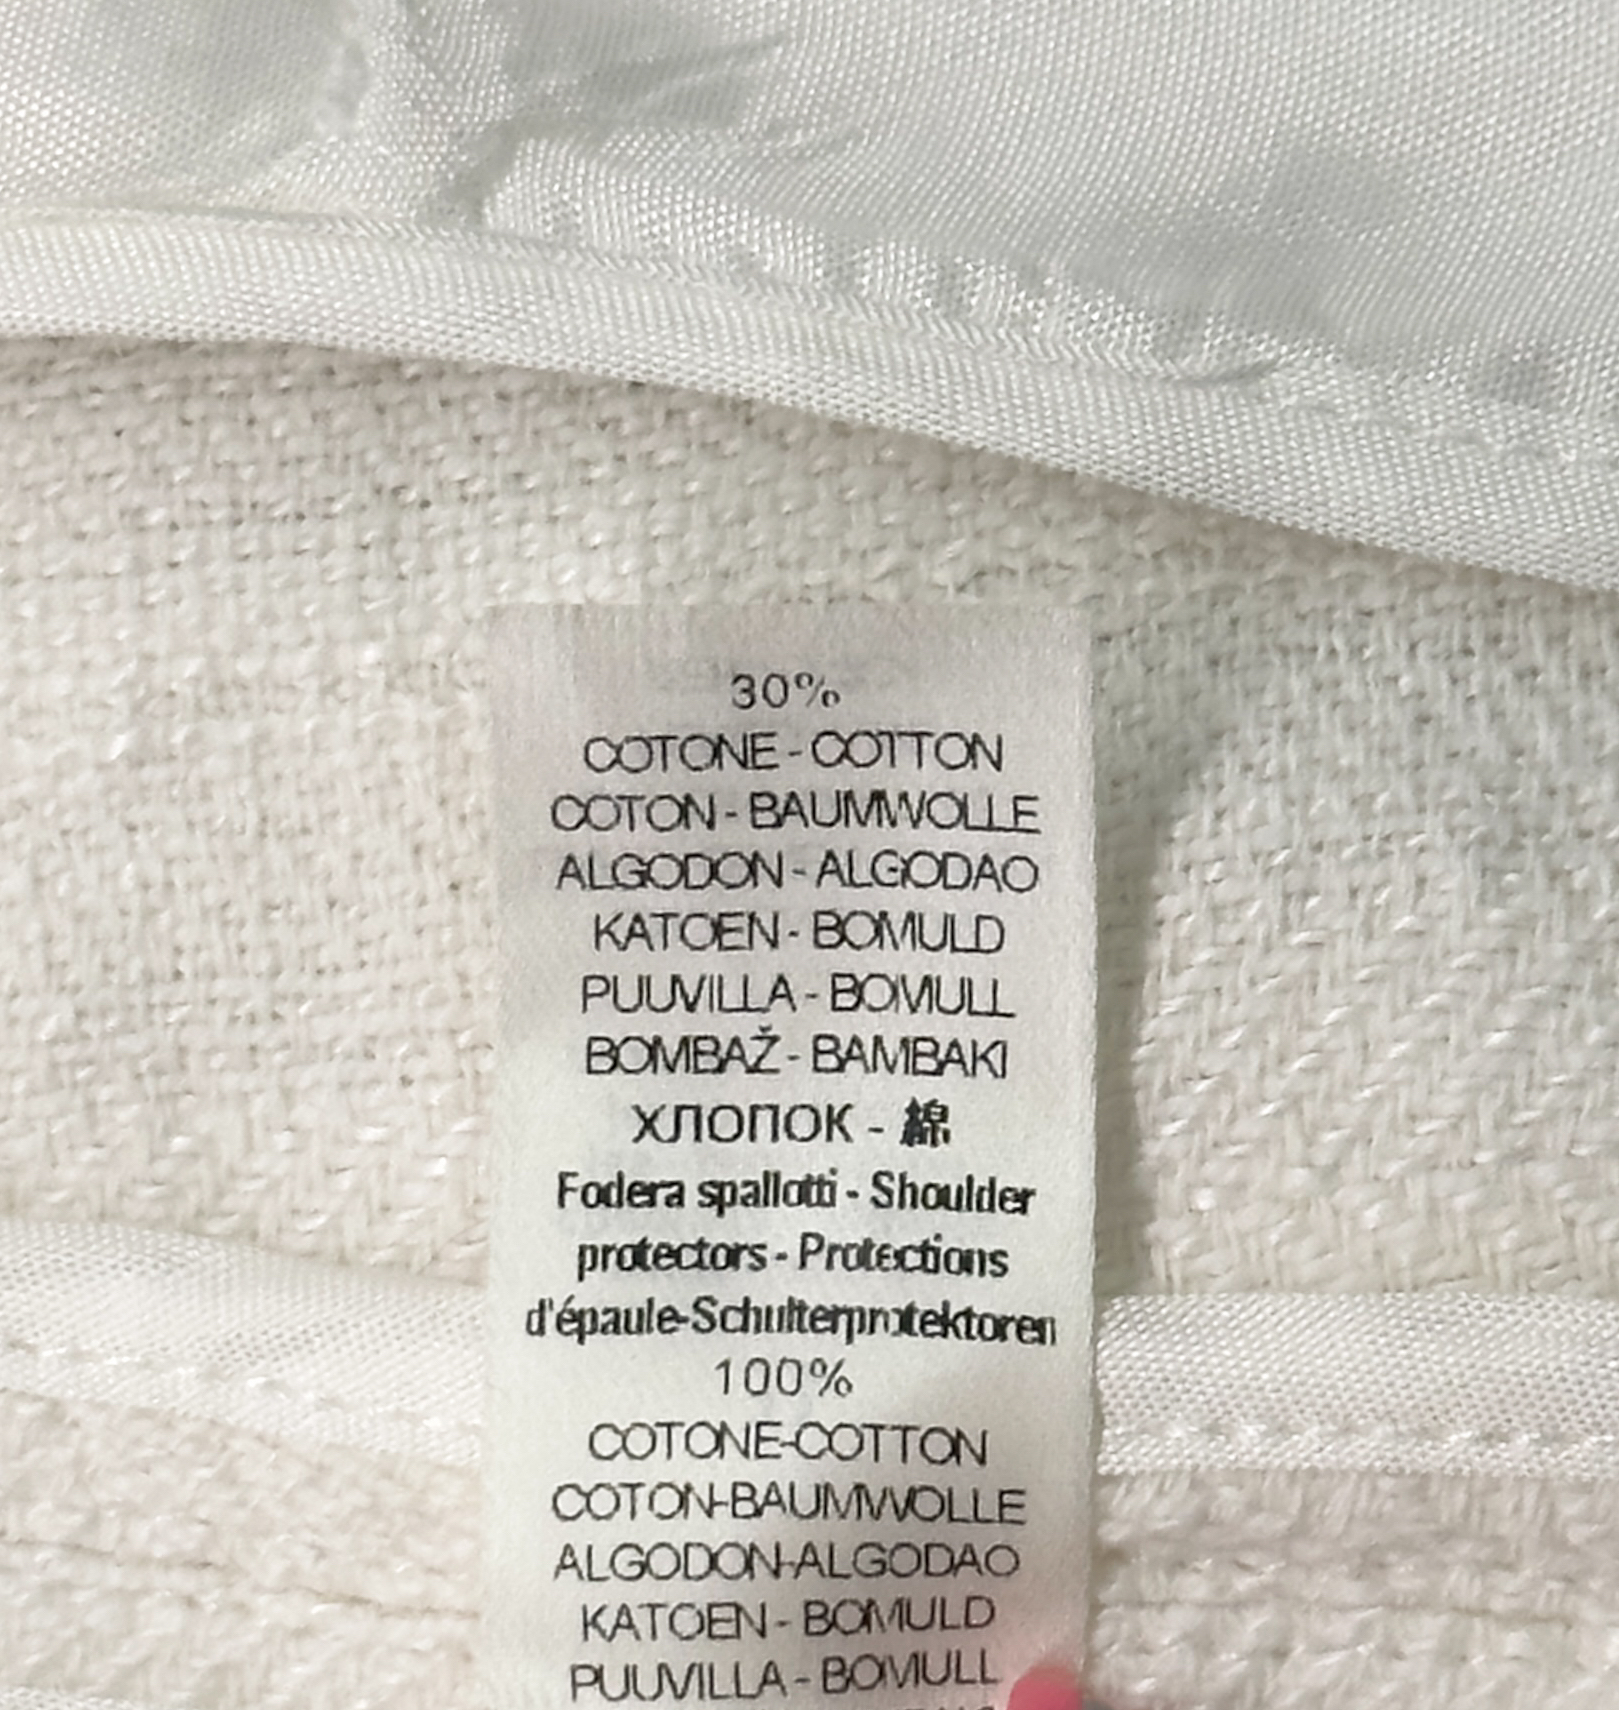 30%
COTONE - COTTON
COTON - BAUMWOLLE
ALGODON - ALGODAO
KATOEN - BOMULD
PUUVILLA - BOMULL
BOMBAŽ - BAMBAKI
ХЛОПОК - 綿
Fodera spallotti - Shoulder
protectors - Protections
d'épaule-Schulterprotektoren
100%
COTONE-COTTON
COTON-BAUMWOLLE
ALGODON-ALGODAO
KATOEN - BOMULD
PUUVILLA - BOMULL